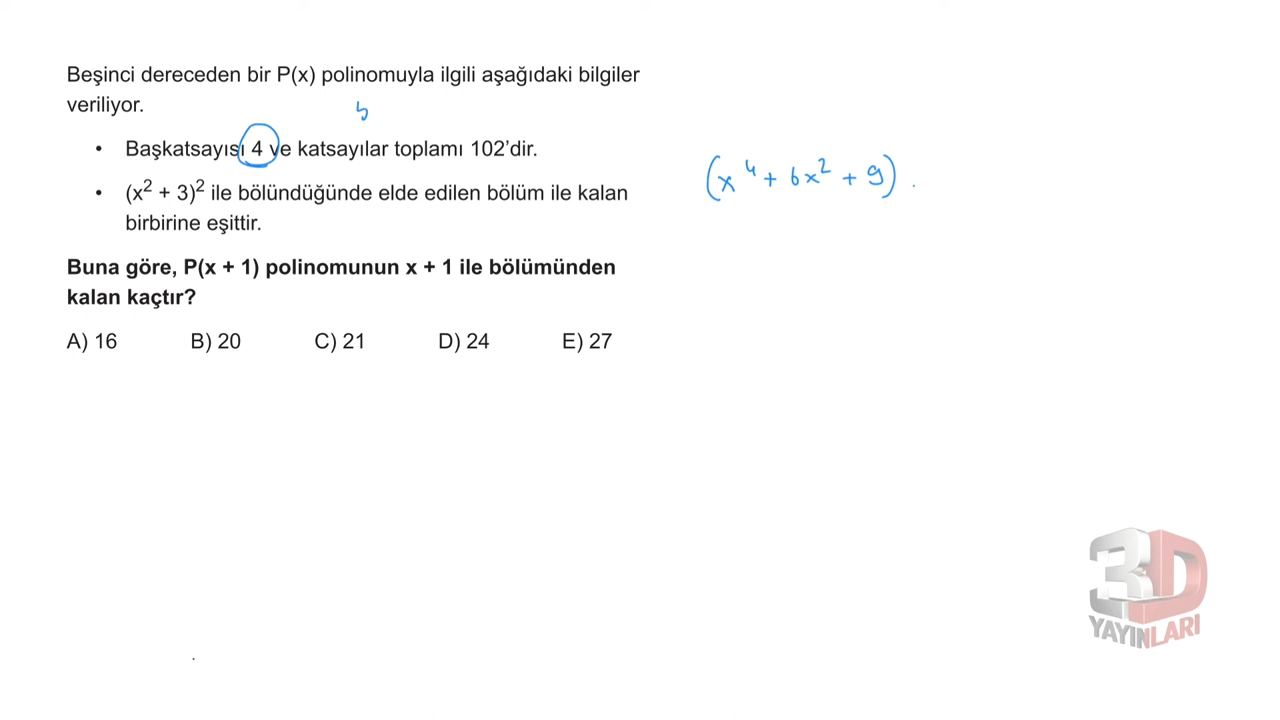 Beşinci dereceden bir P(x) polinomuyla ilgili aşağıdaki bilgiler
veriliyor.
5
• Başkatsayısı 4 ve katsayılar toplamı 102'dir.
• (x² + 3)² ile bölündüğünde elde edilen bölüm ile kalan
birbirine eşittir.
Buna göre, P(x + 1) polinomunun x + 1 ile bölümünden
kalan kaçtır?
A) 16 B) 20 C) 21 D) 24 E) 27
(x⁴ + 6x² + 9) .
3D
YAYINLARI